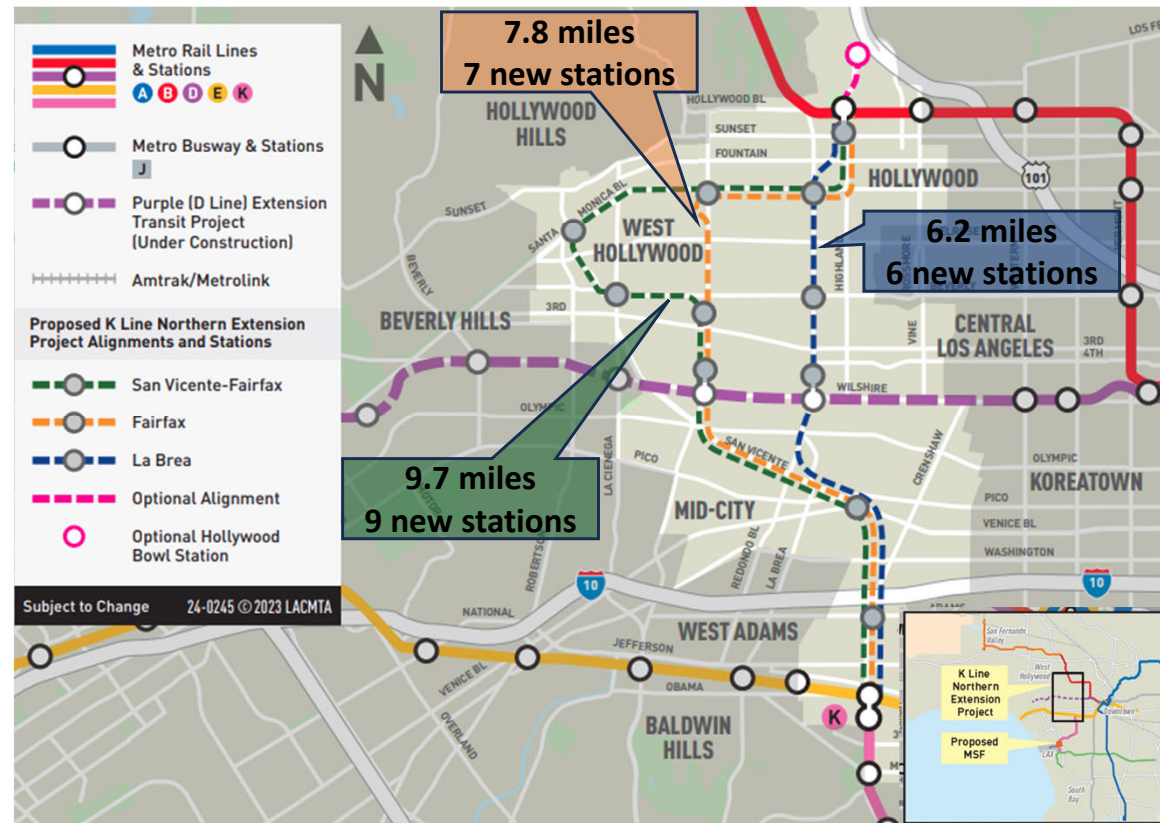 Metro Rail Lines
& Stations
A B D E K
Metro Busway & Stations
J
Purple (D Line) Extension
Transit Project
(Under Construction)
Amtrak/Metrolink
Proposed K Line Northern Extension
Project Alignments and Stations
San Vicente-Fairfax
Fairfax
La Brea
Optional Alignment
Optional Hollywood
Bowl Station
Subject to Change 24-0245 © 2023 LACMTA
N
7.8 miles
7 new stations
6.2 miles
6 new stations
9.7 miles
9 new stations
HOLLYWOOD
HILLS
HOLLYWOOD BL
SUNSET
FOUNTAIN
HOLLYWOOD
101
LOS FE
SUNSET
SANTA
MONICA BL
WEST
HOLLYWOOD
HIGHLAND
VINE
BEVERLY
BEVERLY HILLS
3RD
CENTRAL
LOS ANGELES
3RD
4TH
WILSHIRE
OLYMPIC
LA CIENEGA
PICO
SAN VICENTE
CRENSHAW
OLYMPIC
KOREATOWN
MID-CITY
PICO
VENICE BL
WASHINGTON
ROBERTSON
REDONDO BL
LA BREA
10
10
ADAMS
NATIONAL
WEST ADAMS
JEFFERSON
OBAMA
VENICE BL
OVERLAND
BALDWIN
HILLS
K
San Fernando
Valley
West
Hollywood
K Line
Northern
Extension
Project
Downtown
Proposed
MSF
LAX
South
Bay